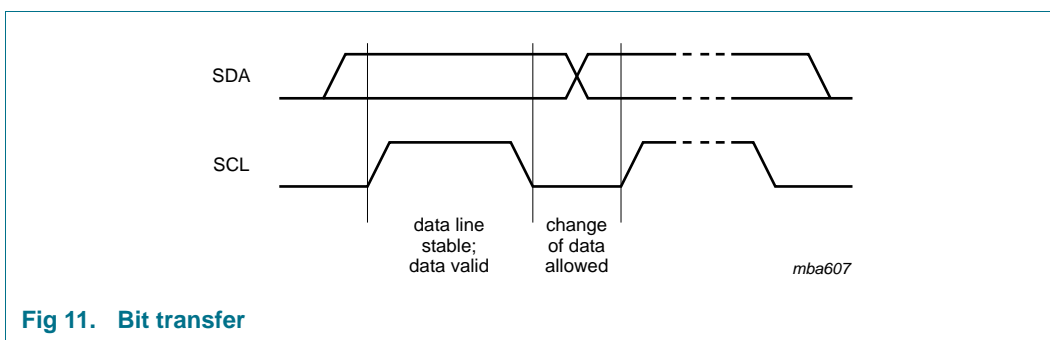 SDA
SCL
data line
stable;
data valid
change
of data
allowed
mba607
Fig 11. Bit transfer